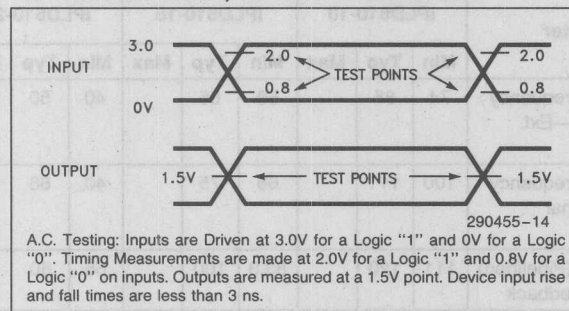 3.0
INPUT
2.0
TEST POINTS
2.0
0.8
0.8
0V
OUTPUT
1.5V
TEST POINTS
1.5V
290455–14
A.C. Testing: Inputs are Driven at 3.0V for a Logic "1" and 0V for a Logic
"0". Timing Measurements are made at 2.0V for a Logic "1" and 0.8V for a
Logic "0" on inputs. Outputs are measured at a 1.5V point. Device input rise
and fall times are less than 3 ns.